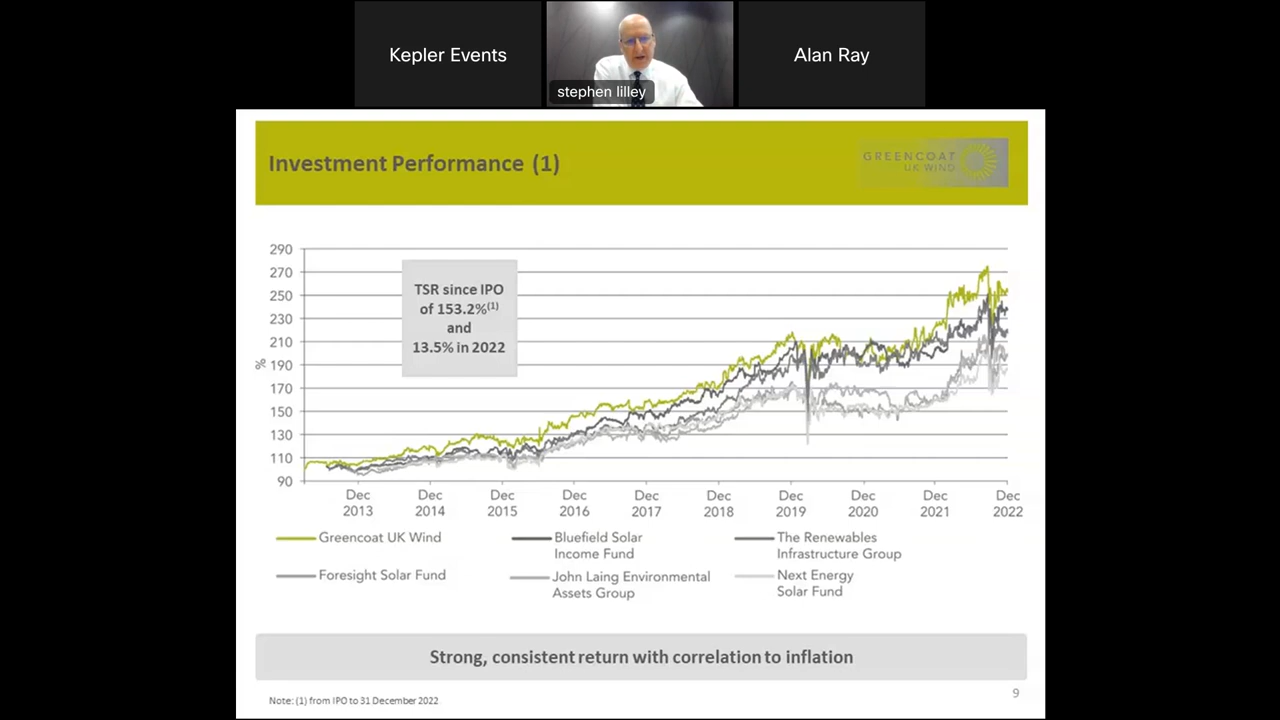 Kepler Events
stephen lilley
Alan Ray
Investment Performance (1)
GREENCOAT
UK WIND
290
270
250
230
210
190
170
150
130
110
90
%
TSR since IPO
of 153.2%(1)
and
13.5% in 2022
Dec
2013
Dec
2014
Dec
2015
Dec
2016
Dec
2017
Dec
2018
Dec
2019
Dec
2020
Dec
2021
Dec
2022
Greencoat UK Wind
Bluefield Solar
Income Fund
The Renewables
Infrastructure Group
Foresight Solar Fund
John Laing Environmental
Assets Group
Next Energy
Solar Fund
Strong, consistent return with correlation to inflation
Note: (1) from IPO to 31 December 2022
9